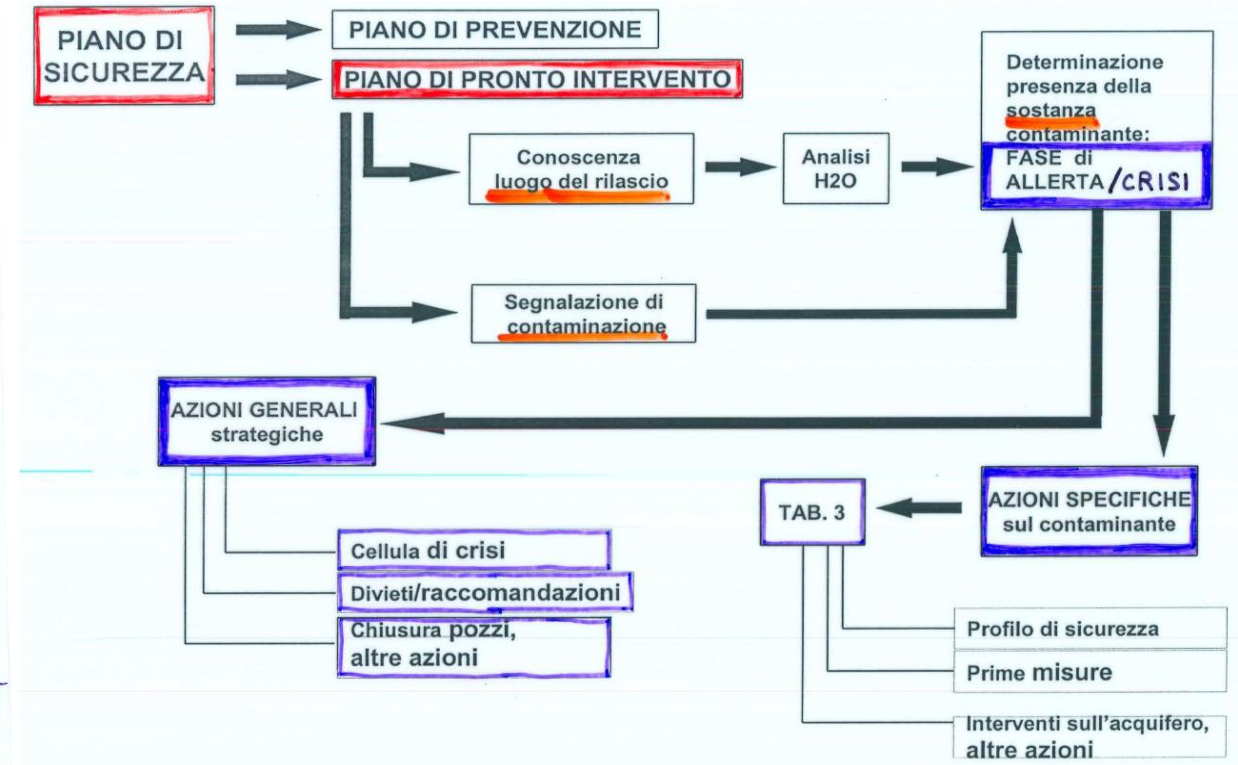 PIANO DI
SICUREZZA
PIANO DI PREVENZIONE
PIANO DI PRONTO INTERVENTO
Conoscenza
luogo del rilascio
Analisi
H2O
Determinazione
presenza della
sostanza
contaminante:
FASE di
ALLERTA/CRISI
Segnalazione di
contaminazione
AZIONI GENERALI
strategiche
Cellula di crisi
Divieti/raccomandazioni
Chiusura pozzi,
altre azioni
TAB. 3
AZIONI SPECIFICHE
sul contaminante
Profilo di sicurezza
Prime misure
Interventi sull'acquifero,
altre azioni